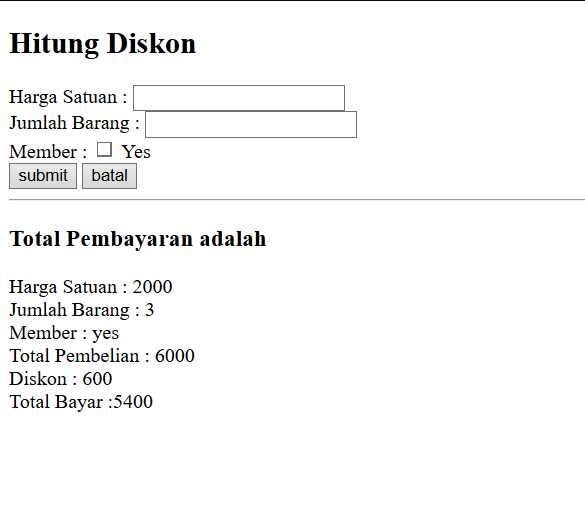 Hitung Diskon
Harga Satuan :
Jumlah Barang :
Member : Yes
submit batal
Total Pembayaran adalah
Harga Satuan : 2000
Jumlah Barang : 3
Member : yes
Total Pembelian : 6000
Diskon : 600
Total Bayar :5400